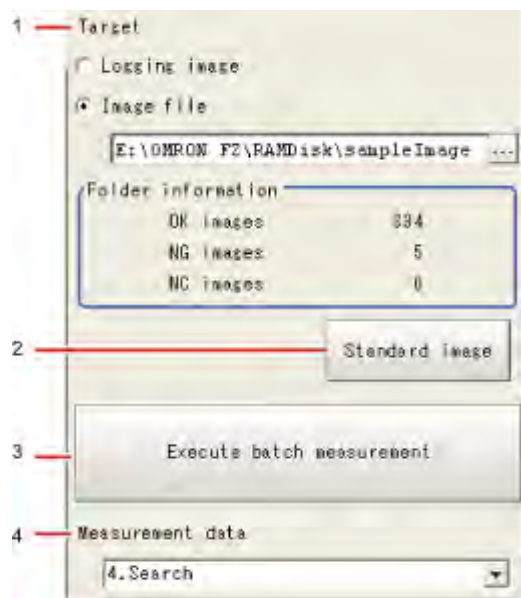 1 Target
Logging image
Image file
E:\OMRON FZ\RAMDisk\sampleImage ...
Folder information
OK images 834
NG images 5
NC images 0
2 Standard image
3 Execute batch measurement
4 Measurement data
4.Search